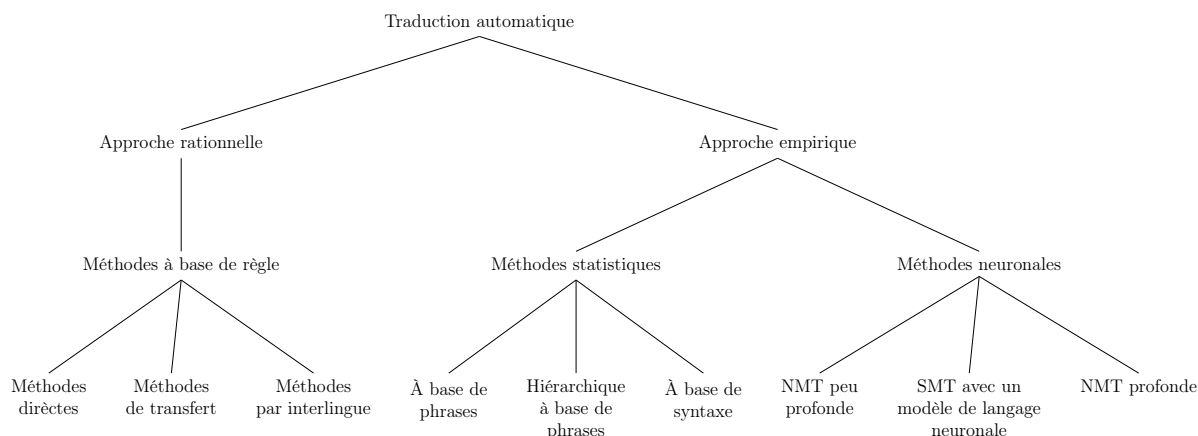 Traduction automatique
Approche rationnelle
Approche empirique
Méthodes à base de règle
Méthodes statistiques
Méthodes neuronales
Méthodes
dirèctes
Méthodes
de transfert
Méthodes
par interlingue
À base de
phrases
Hiérarchique
à base de
phrases
À base de
syntaxe
NMT peu
profonde
SMT avec un
modèle de langage
neuronale
NMT profonde